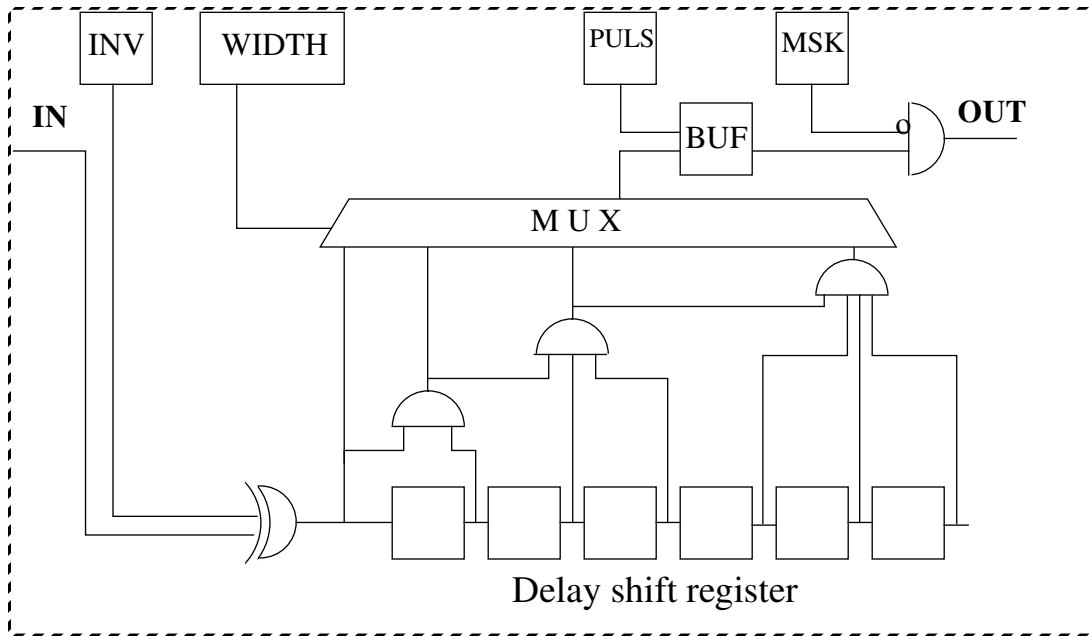 INV
WIDTH
PULS
MSK
IN
OUT
BUF
M U X
Delay shift register